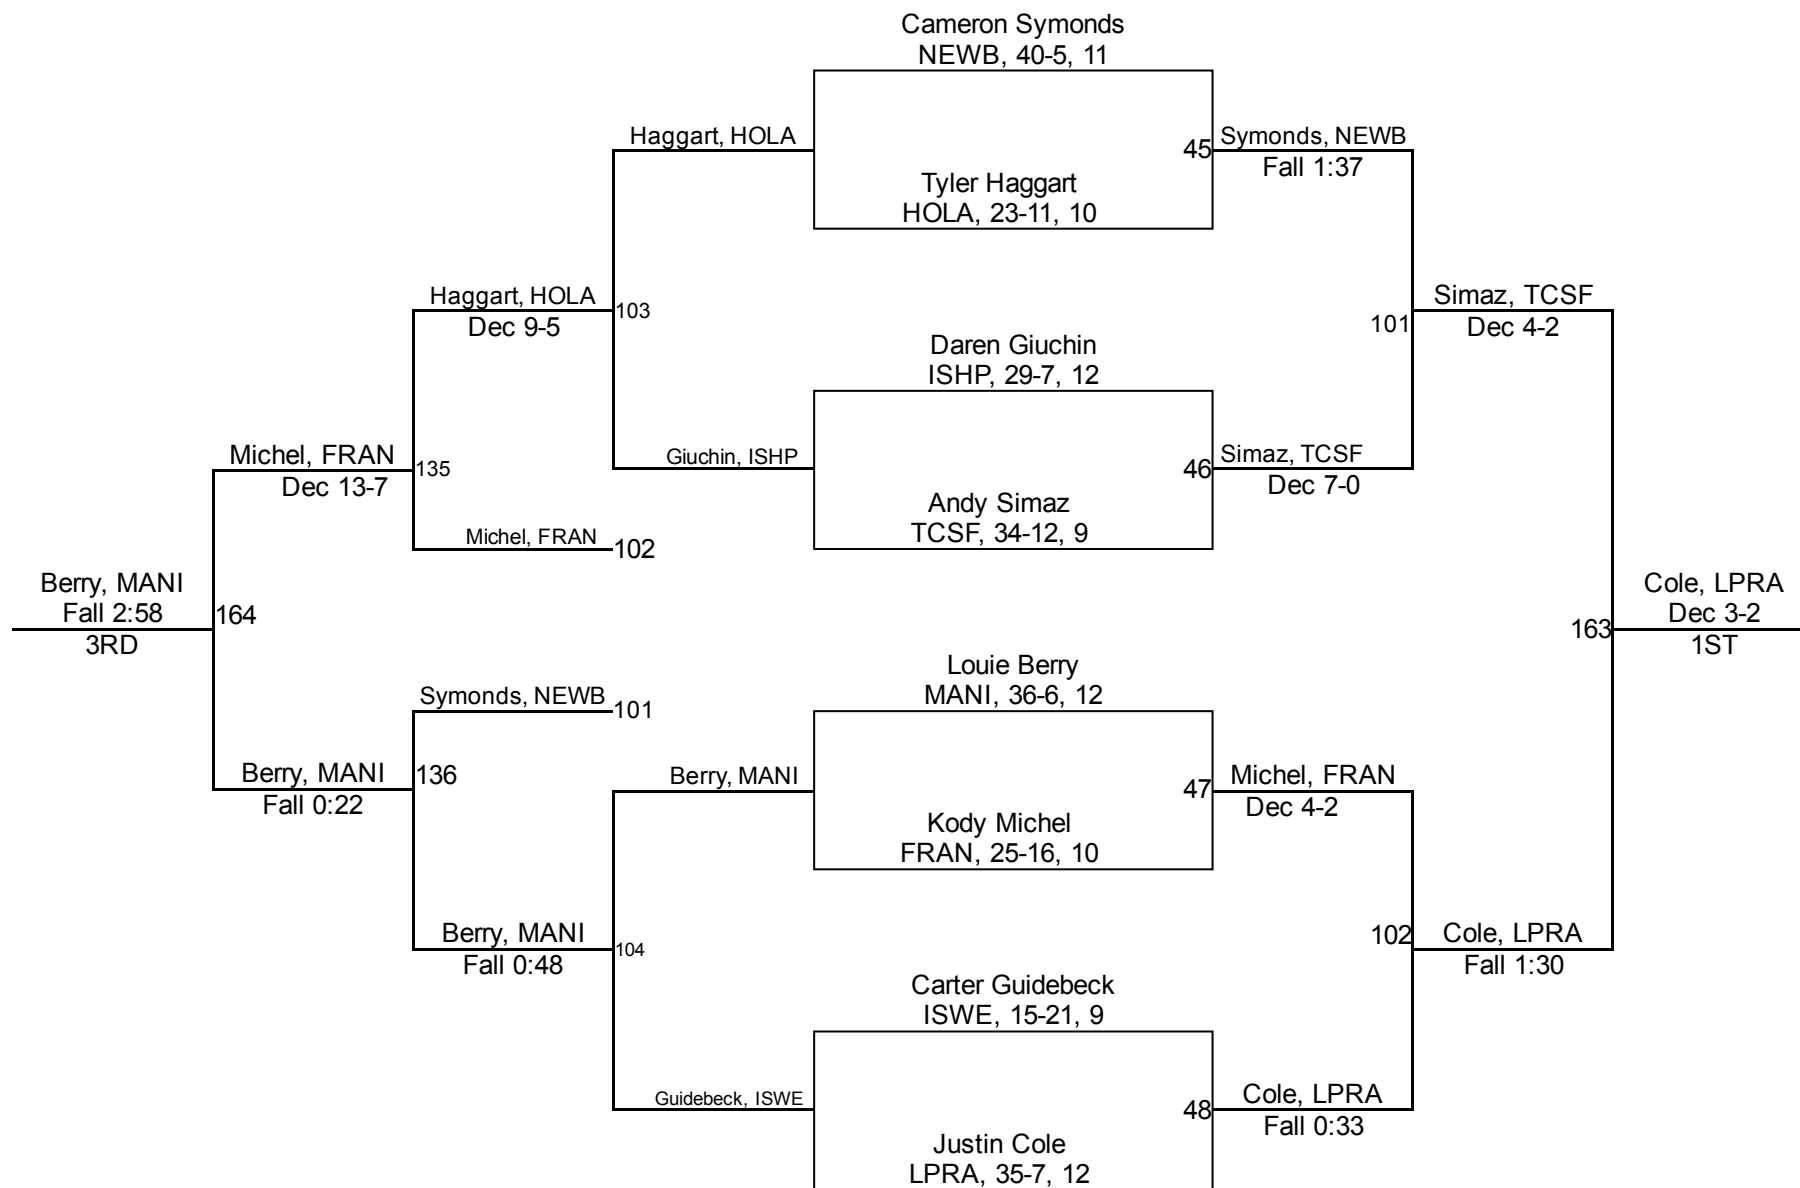 Cameron Symonds
NEWB, 40-5, 11
Haggart, HOLA
45
Symonds, NEWB
Fall 1:37
Tyler Haggart
HOLA, 23-11, 10
Haggart, HOLA
Dec 9-5
103
101
Simaz, TCSF
Dec 4-2
Daren Giuchin
ISHP, 29-7, 12
Michel, FRAN
Dec 13-7
135
Giuchin, ISHP
46
Simaz, TCSF
Dec 7-0
Andy Simaz
TCSF, 34-12, 9
Michel, FRAN
102
Berry, MANI
Fall 2:58
3RD
164
163
Cole, LPRA
Dec 3-2
1ST
Louie Berry
MANI, 36-6, 12
Symonds, NEWB
101
Berry, MANI
Fall 0:22
136
Berry, MANI
47
Michel, FRAN
Dec 4-2
Kody Michel
FRAN, 25-16, 10
Berry, MANI
Fall 0:48
104
102
Cole, LPRA
Fall 1:30
Carter Guidebeck
ISWE, 15-21, 9
Guidebeck, ISWE
48
Cole, LPRA
Fall 0:33
Justin Cole
LPRA, 35-7, 12